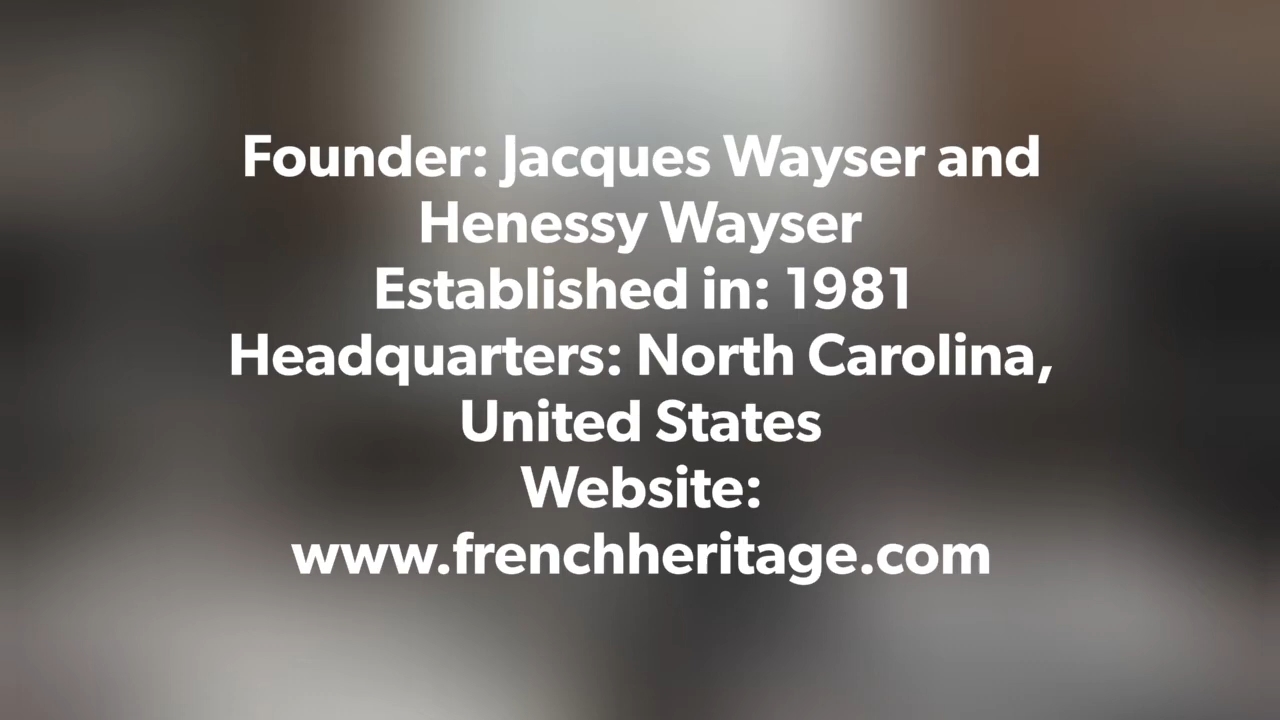 Founder: Jacques Wayser and
Henessy Wayser
Established in: 1981
Headquarters: North Carolina,
United States
Website:
www.frenchheritage.com